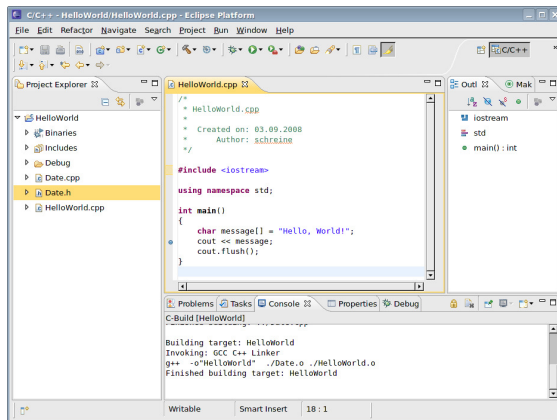 C/C++ - HelloWorld/HelloWorld.cpp - Eclipse Platform
File Edit Refactor Navigate Search Project Run Window Help
C/C++
Project Explorer
HelloWorld
Binaries
Includes
Debug
Date.cpp
Date.h
HelloWorld.cpp
HelloWorld.cpp
/*
* HelloWorld.cpp
*
* Created on: 03.09.2008
* Author: schreine
*/
#include <iostream>
using namespace std;
int main()
{
char message[] = "Hello, World!";
cout << message;
cout.flush();
}
Outl Mak
iostream
std
main() : int
Problems Tasks Console Properties Debug
C-Build [HelloWorld]
Building target: HelloWorld
Invoking: GCC C++ Linker
g++ -o"HelloWorld" ./Date.o ./HelloWorld.o
Finished building target: HelloWorld
Writable Smart Insert 18 : 1